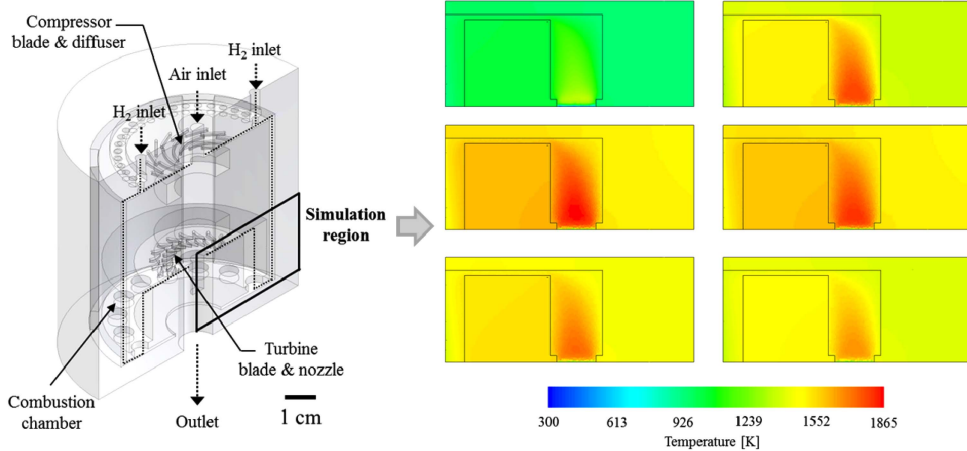 Compressor
blade & diffuser
H2 inlet
Air inlet
H2 inlet
Simulation
region
Turbine
blade & nozzle
Combustion
chamber
Outlet
1 cm
300 613 926 1239 1552 1865
Temperature [K]